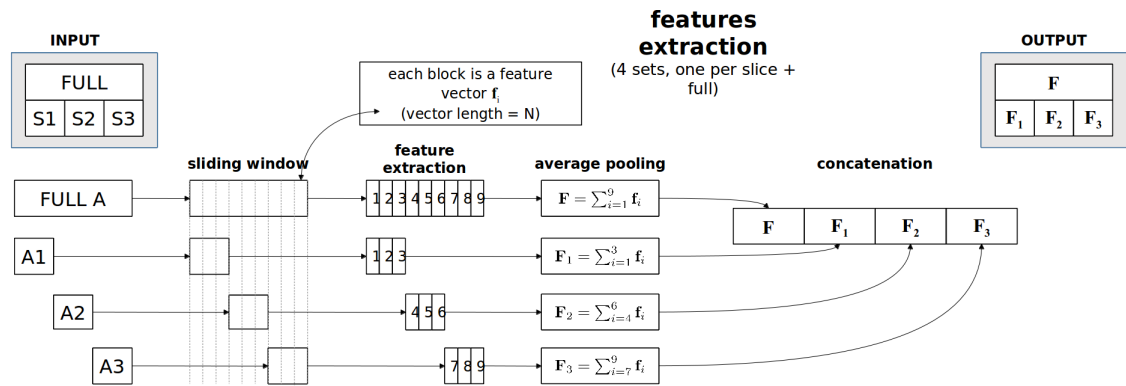 features
extraction
(4 sets, one per slice +
full)
INPUT
FULL
S1 S2 S3
each block is a feature
vector f_i
(vector length = N)
OUTPUT
F
F_1 F_2 F_3
sliding window
feature
extraction
average pooling
concatenation
FULL A
1 2 3 4 5 6 7 8 9
F = ∑_{i=1}^{9} f_i
F F_1 F_2 F_3
A1
1 2 3
F_1 = ∑_{i=1}^{3} f_i
A2
4 5 6
F_2 = ∑_{i=4}^{6} f_i
A3
7 8 9
F_3 = ∑_{i=7}^{9} f_i